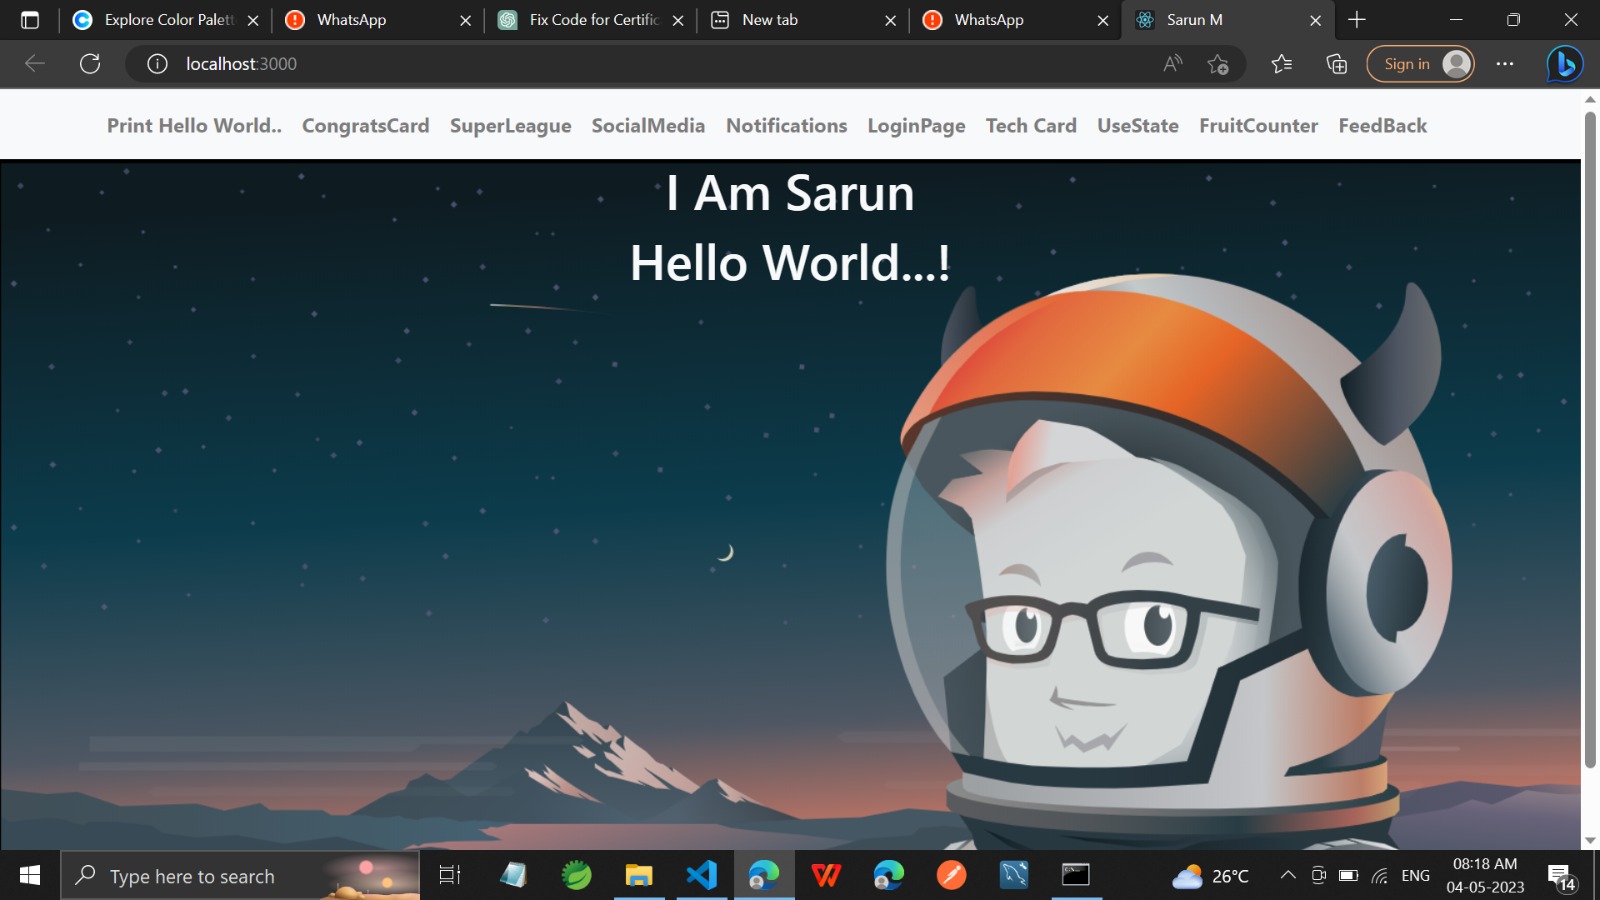 Explore Color Palet
WhatsApp
Fix Code for Certific
New tab
WhatsApp
Sarun M
localhost:3000
Sign in
Print Hello World.. CongratsCard SuperLeague SocialMedia Notifications LoginPage Tech Card UseState FruitCounter FeedBack
I Am Sarun
Hello World...!
Type here to search
26°C
ENG
08:18 AM
04-05-2023
14